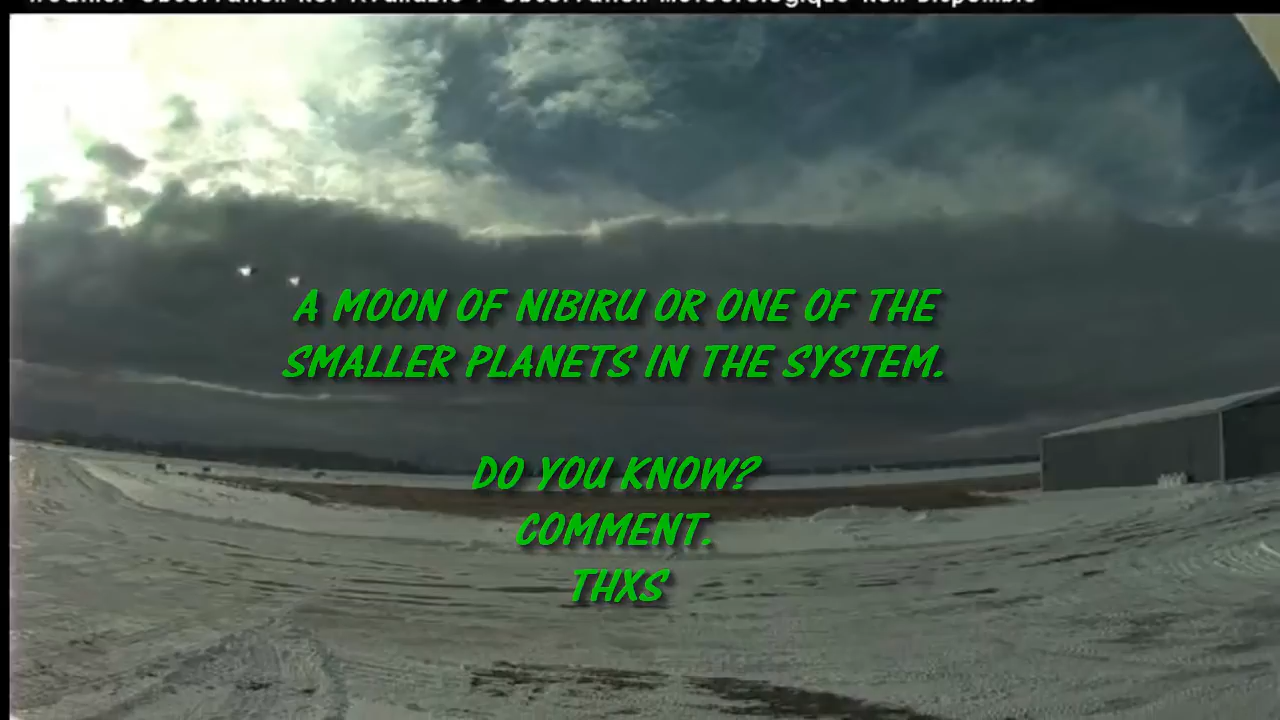 A MOON OF NIBIRU OR ONE OF THE
SMALLER PLANETS IN THE SYSTEM.
DO YOU KNOW?
COMMENT.
THXS